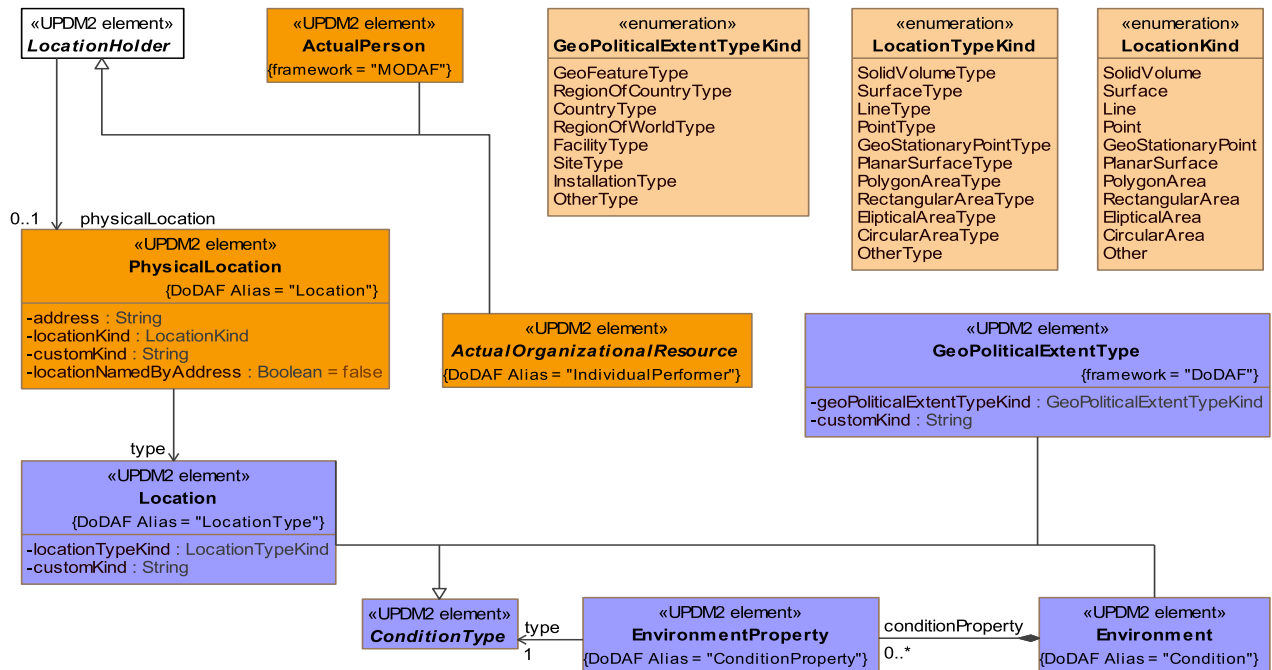 «UPDM2 element»
LocationHolder
«UPDM2 element»
ActualPerson
{framework = "MODAF"}
«enumeration»
GeoPoliticalExtentTypeKind
GeoFeatureType
RegionOfCountryType
CountryType
RegionOfWorldType
FacilityType
SiteType
InstallationType
OtherType
«enumeration»
LocationTypeKind
SolidVolumeType
SurfaceType
LineType
PointType
GeoStationaryPointType
PlanarSurfaceType
PolygonAreaType
RectangularAreaType
ElipticalAreaType
CircularAreaType
OtherType
«enumeration»
LocationKind
SolidVolume
Surface
Line
Point
GeoStationaryPoint
PlanarSurface
PolygonArea
RectangularArea
ElipticalArea
CircularArea
Other
0..1
physicalLocation
«UPDM2 element»
PhysicalLocation
{DoDAF Alias = "Location"}
-address : String
-locationKind : LocationKind
-customKind : String
-locationNamedByAddress : Boolean = false
«UPDM2 element»
ActualOrganizationalResource
{DoDAF Alias = "IndividualPerformer"}
«UPDM2 element»
GeoPoliticalExtentType
{framework = "DoDAF"}
-geoPoliticalExtentTypeKind : GeoPoliticalExtentTypeKind
-customKind : String
type
«UPDM2 element»
Location
{DoDAF Alias = "LocationType"}
-locationTypeKind : LocationTypeKind
-customKind : String
«UPDM2 element»
ConditionType
type
1
«UPDM2 element»
EnvironmentProperty
{DoDAF Alias = "ConditionProperty"}
conditionProperty
0..*
«UPDM2 element»
Environment
{DoDAF Alias = "Condition"}